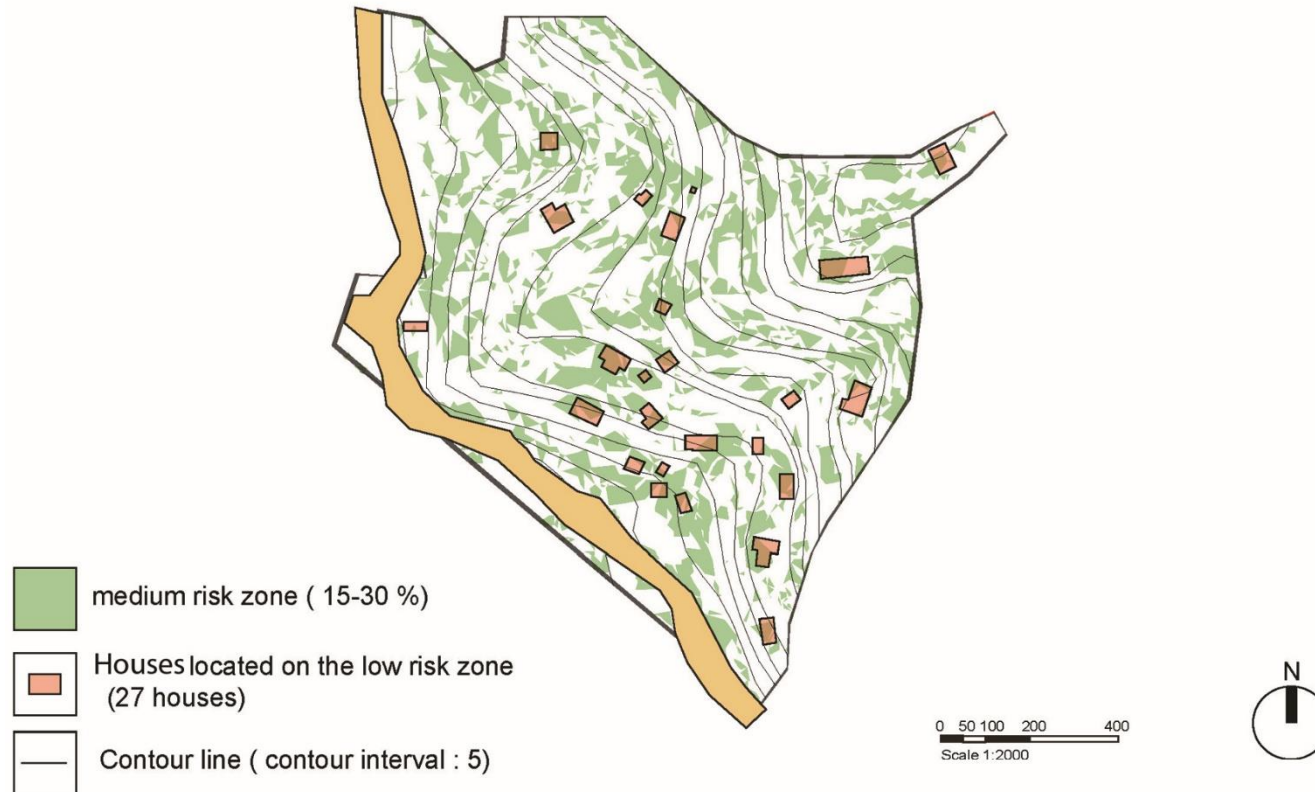 medium risk zone ( 15-30 %)
Houses located on the low risk zone
(27 houses)
Contour line ( contour interval : 5)
0 50 100 200 400
Scale 1:2000
N